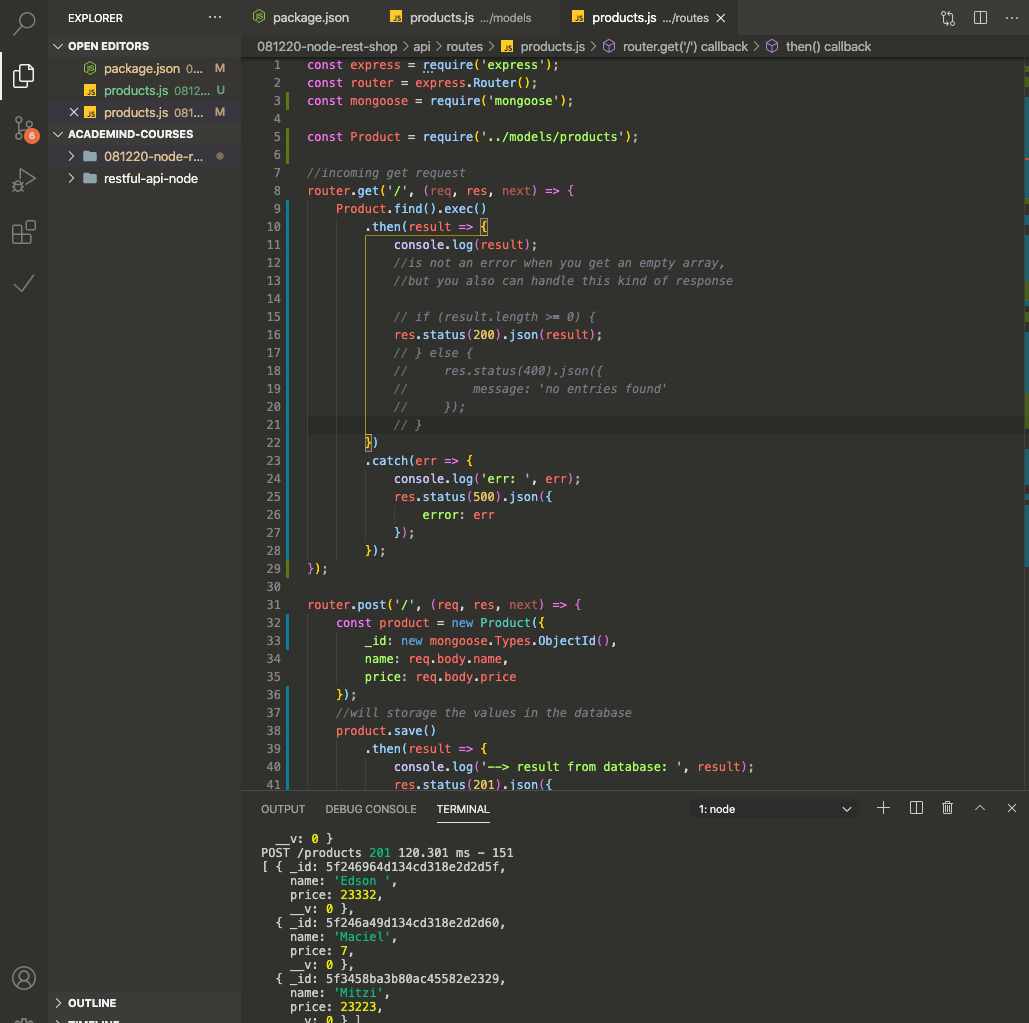 EXPLORER
OPEN EDITORS
package.json 0... M
products.js 0812... U
products.js 081... M
ACADEMIND-COURSES
081220-node-r...
restful-api-node
6
OUTLINE
TIMELINE
package.json
products.js .../models
products.js .../routes
081220-node-rest-shop > api > routes > products.js > router.get('/') callback > then() callback
1 const express = require('express');
2 const router = express.Router();
3 const mongoose = require('mongoose');
4
5 const Product = require('../models/products');
6
7 //incoming get request
8 router.get('/', (req, res, next) => {
9 Product.find().exec()
10 .then(result => {
11 console.log(result);
12 //is not an error when you get an empty array,
13 //but you also can handle this kind of response
14
15 // if (result.length >= 0) {
16 res.status(200).json(result);
17 // } else {
18 //     res.status(400).json({
19 //         message: 'no entries found'
20 //     });
21 // }
22 })
23 .catch(err => {
24 console.log('err: ', err);
25 res.status(500).json({
26 error: err
27 });
28 });
29 });
30
31 router.post('/', (req, res, next) => {
32 const product = new Product({
33 _id: new mongoose.Types.ObjectId(),
34 name: req.body.name,
35 price: req.body.price
36 });
37 //will storage the values in the database
38 product.save()
39 .then(result => {
40 console.log('--> result from database: ', result);
41 res.status(201).json({
OUTPUT DEBUG CONSOLE TERMINAL 1: node
__v: 0 }
POST /products 201 120.301 ms - 151
[ { _id: 5f246964d134cd318e2d2d5f,
name: 'Edson ',
price: 23332,
__v: 0 },
{ _id: 5f246a49d134cd318e2d2d60,
name: 'Maciel',
price: 7,
__v: 0 },
{ _id: 5f3458ba3b80ac45582e2329,
name: 'Mitzi',
price: 23223,
__v: 0 } ]